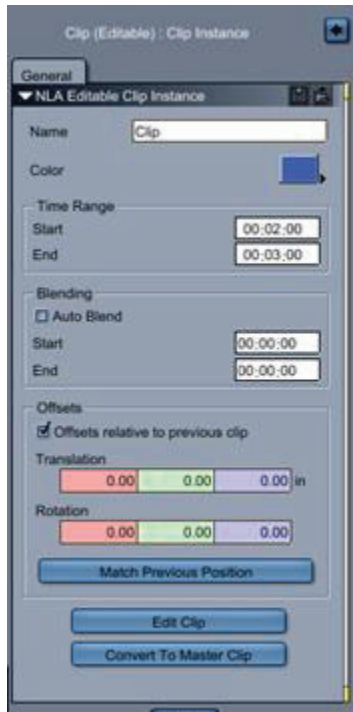 Clip (Editable) : Clip Instance
General
NLA Editable Clip Instance
Name Clip
Color
Time Range
Start 00:02:00
End 00:03:00
Blending
Auto Blend
Start 00:00:00
End 00:00:00
Offsets
Offsets relative to previous clip
Translation
0.00 0.00 0.00 in
Rotation
0.00 0.00 0.00
Match Previous Position
Edit Clip
Convert To Master Clip